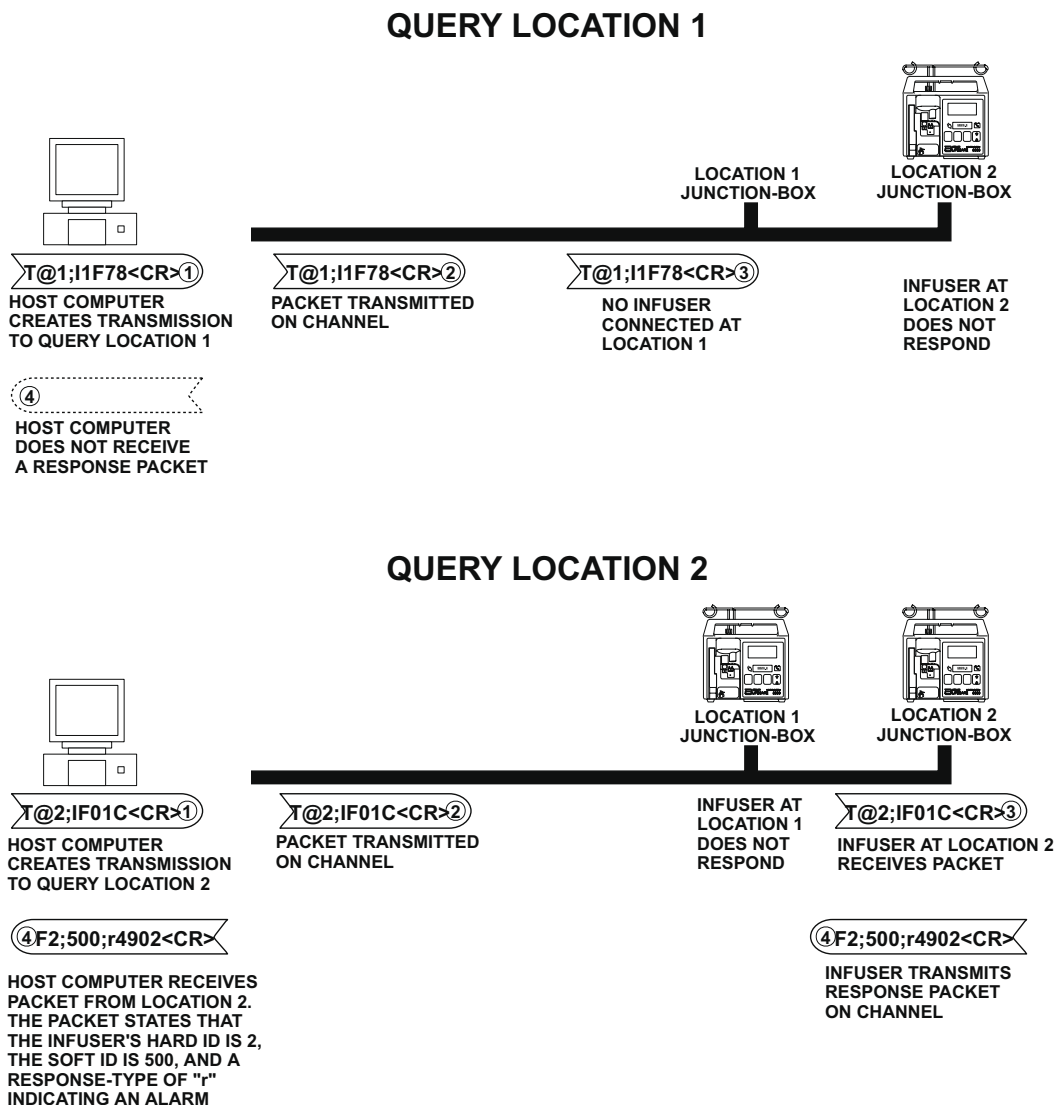 QUERY LOCATION 1
LOCATION 1
JUNCTION-BOX
LOCATION 2
JUNCTION-BOX
T@1;I1F78<CR>①
HOST COMPUTER
CREATES TRANSMISSION
TO QUERY LOCATION 1
T@1;I1F78<CR>②
PACKET TRANSMITTED
ON CHANNEL
T@1;I1F78<CR>③
NO INFUSER
CONNECTED AT
LOCATION 1
INFUSER AT
LOCATION 2
DOES NOT
RESPOND
④
HOST COMPUTER
DOES NOT RECEIVE
A RESPONSE PACKET
QUERY LOCATION 2
LOCATION 1
JUNCTION-BOX
LOCATION 2
JUNCTION-BOX
T@2;IF01C<CR>①
HOST COMPUTER
CREATES TRANSMISSION
TO QUERY LOCATION 2
T@2;IF01C<CR>②
PACKET TRANSMITTED
ON CHANNEL
INFUSER AT
LOCATION 1
DOES NOT
RESPOND
T@2;IF01C<CR>③
INFUSER AT LOCATION 2
RECEIVES PACKET
④F2;500;r4902<CR>
HOST COMPUTER RECEIVES
PACKET FROM LOCATION 2.
THE PACKET STATES THAT
THE INFUSER'S HARD ID IS 2,
THE SOFT ID IS 500, AND A
RESPONSE-TYPE OF "r"
INDICATING AN ALARM
④F2;500;r4902<CR>
INFUSER TRANSMITS
RESPONSE PACKET
ON CHANNEL